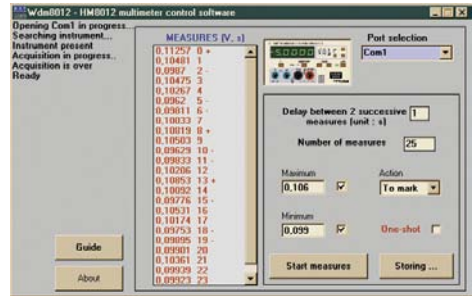 Wdm8012 - HM8012 multimeter control software
Opening Com1 in progress...
Searching instrument...
Instrument present
Acquisition in progress..
Acquisition is over
Ready
MEASURES (V, s)
0,11257 0 +
0,10481 1
0,0987 2 -
0,10475 3
0,10267 4
0,0962 5 -
0,09811 6 -
0,10033 7
0,10819 8 +
0,10503 9
0,09629 10 -
0,09833 11 -
0,10206 12
0,10853 13 +
0,10092 14
0,09776 15 -
0,10531 16
0,10174 17
0,09753 18 -
0,09895 19 -
0,09901 20
0,10361 21
0,09939 22
0,09923 23
Port selection
Com1
Delay between 2 successive
measures (unit : s)
1
Number of measures
25
Maximum
0,106
Action
To mark
Minimum
0,099
One-shot
Start measures
Storing ...
Guide
About